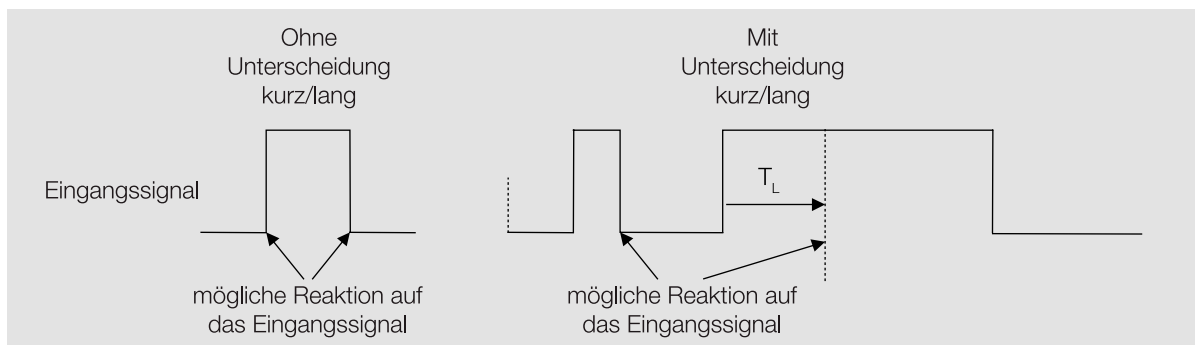 Ohne
Unterscheidung
kurz/lang
Mit
Unterscheidung
kurz/lang
Eingangssignal
T_L
mögliche Reaktion auf
das Eingangssignal
mögliche Reaktion auf
das Eingangssignal